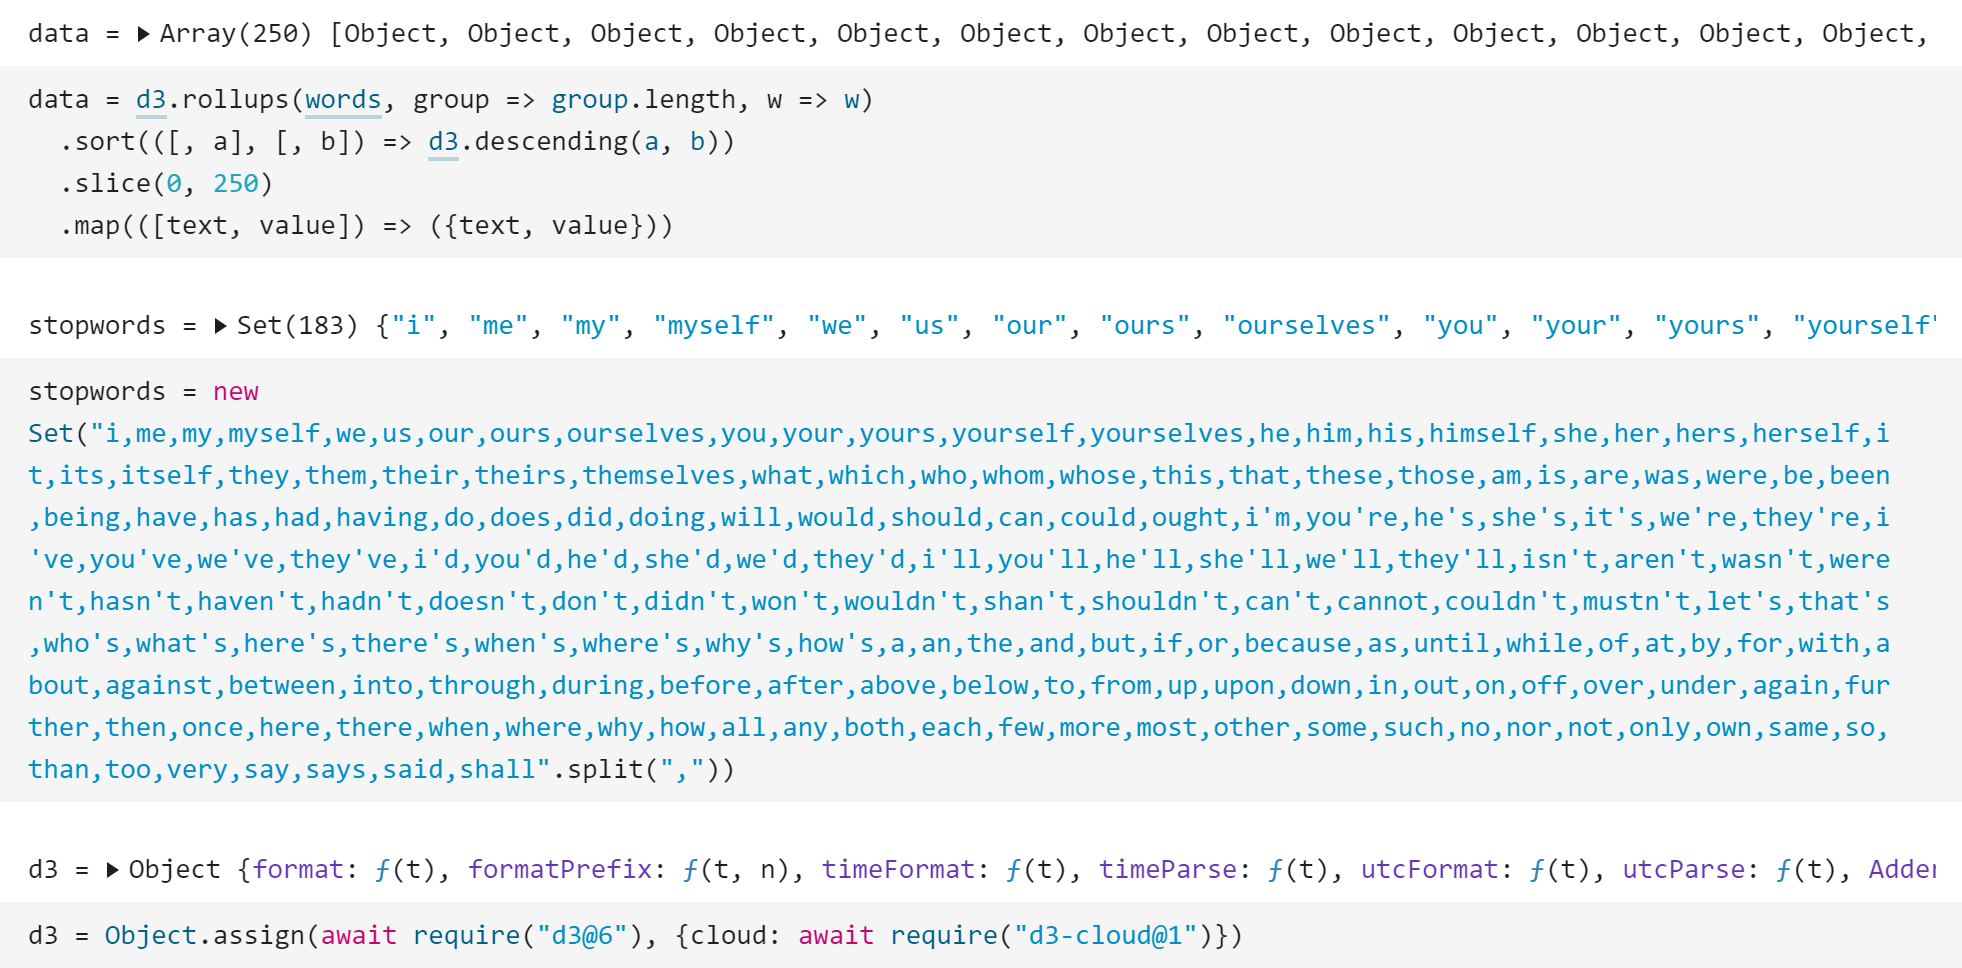 data = ▶ Array(250) [Object, Object, Object, Object, Object, Object, Object, Object, Object, Object, Object, Object, Object,
data = d3.rollups(words, group => group.length, w => w)
  .sort(([, a], [, b]) => d3.descending(a, b))
  .slice(0, 250)
  .map(([text, value]) => ({text, value}))
stopwords = ▶ Set(183) {"i", "me", "my", "myself", "we", "us", "our", "ours", "ourselves", "you", "your", "yours", "yourself"
stopwords = new
Set("i,me,my,myself,we,us,our,ours,ourselves,you,your,yours,yourself,yourselves,he,him,his,himself,she,her,hers,herself,i
t,its,itself,they,them,their,theirs,themselves,what,which,who,whom,whose,this,that,these,those,am,is,are,was,were,be,been
,being,have,has,had,having,do,does,did,doing,will,would,should,can,could,ought,i'm,you're,he's,she's,it's,we're,they're,i
've,you've,we've,they've,i'd,you'd,he'd,she'd,we'd,they'd,i'll,you'll,he'll,she'll,we'll,they'll,isn't,aren't,wasn't,were
n't,hasn't,haven't,hadn't,doesn't,don't,didn't,won't,wouldn't,shan't,shouldn't,can't,cannot,couldn't,mustn't,let's,that's
,who's,what's,here's,there's,when's,where's,why's,how's,a,an,the,and,but,if,or,because,as,until,while,of,at,by,for,with,a
bout,against,between,into,through,during,before,after,above,below,to,from,up,upon,down,in,out,on,off,over,under,again,fur
ther,then,once,here,there,when,where,why,how,all,any,both,each,few,more,most,other,some,such,no,nor,not,only,own,same,so,
than,too,very,say,says,said,shall".split(","))
d3 = ▶ Object {format: ƒ(t), formatPrefix: ƒ(t, n), timeFormat: ƒ(t), timeParse: ƒ(t), utcFormat: ƒ(t), utcParse: ƒ(t),
d3 = Object.assign(await require("d3@6"), {cloud: await require("d3-cloud@1")})